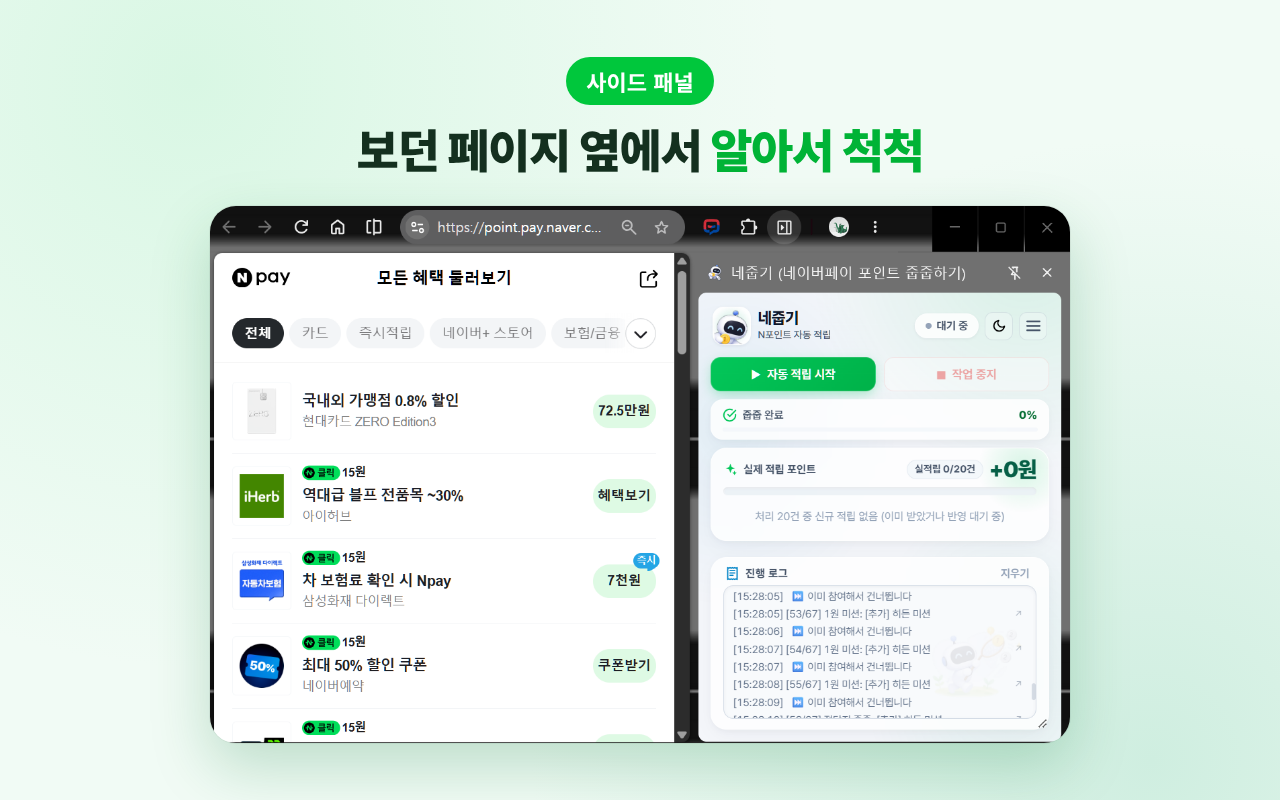 사이드 패널
보던 페이지 옆에서 알아서 척척
https://point.pay.naver.c...
N pay
모든 혜택 둘러보기
전체 카드 즉시적립 네이버+ 스토어 보험/금융
국내외 가맹점 0.8% 할인
현대카드 ZERO Edition3
72.5만원
iHerb
N 클릭 15원
역대급 블프 전품목 ~30%
아이허브
혜택보기
삼성화재 다이렉트
자동차보험
N 클릭 15원
차 보험료 확인 시 Npay
삼성화재 다이렉트
즉시
7천원
50%
N 클릭 15원
최대 50% 할인 쿠폰
네이버예약
쿠폰받기
N 클릭 15원
네줍기 (네이버페이 포인트 줍줍하기)
네줍기
N포인트 자동 적립
대기 중
자동 적립 시작
작업 중지
줍줍 완료
0%
실제 적립 포인트
실적립 0/20건
+0원
처리 20건 중 신규 적립 없음 (이미 받았거나 반영 대기 중)
진행 로그
지우기
[15:28:05] 이미 참여해서 건너뜁니다
[15:28:05] [53/67] 1원 미션: [추가] 히든 미션
[15:28:06] 이미 참여해서 건너뜁니다
[15:28:07] [54/67] 1원 미션: [추가] 히든 미션
[15:28:07] 이미 참여해서 건너뜁니다
[15:28:08] [55/67] 1원 미션: [추가] 히든 미션
[15:28:09] 이미 참여해서 건너뜁니다